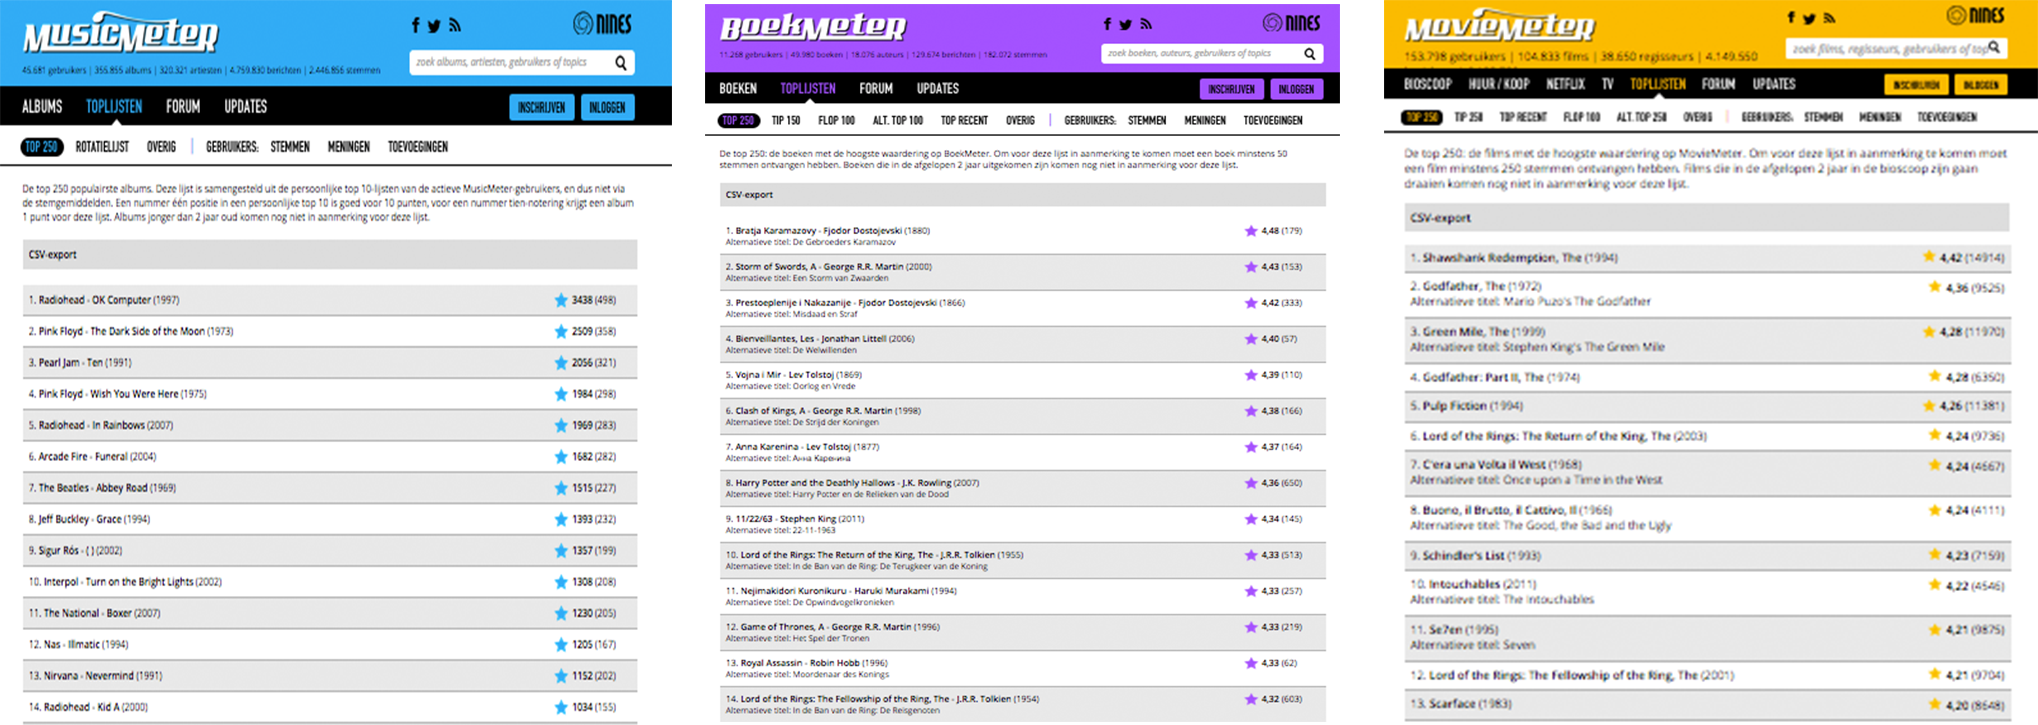 MusicMeter
NINES
45.681 gebruikers | 355.855 albums | 320.321 artiesten | 4.759.830 berichten | 2.446.856 stemmen
zoek albums, artiesten, gebruikers of topics
ALBUMS TOPLIJSTEN FORUM UPDATES INSCHRIJVEN INLOGGEN
TOP 250 ROTATIELIJST OVERIG | GEBRUIKERS: STEMMEN MENINGEN TOEVOEGINGEN
De top 250 populairste albums. Deze lijst is samengesteld uit de persoonlijke top 10-lijsten van de actieve MusicMeter-gebruikers, en dus niet via
de stemgemiddelden. Een nummer één positie in een persoonlijke top 10 is goed voor 10 punten, voor een nummer tien-notering krijgt een album
1 punt voor deze lijst. Albums jonger dan 2 jaar oud komen nog niet in aanmerking voor deze lijst.
CSV-export
1. Radiohead - OK Computer (1997) 3438 (498)
2. Pink Floyd - The Dark Side of the Moon (1973) 2509 (358)
3. Pearl Jam - Ten (1991) 2056 (321)
4. Pink Floyd - Wish You Were Here (1975) 1984 (298)
5. Radiohead - In Rainbows (2007) 1969 (283)
6. Arcade Fire - Funeral (2004) 1682 (282)
7. The Beatles - Abbey Road (1969) 1515 (227)
8. Jeff Buckley - Grace (1994) 1393 (232)
9. Sigur Rós - ( ) (2002) 1357 (199)
10. Interpol - Turn on the Bright Lights (2002) 1308 (208)
11. The National - Boxer (2007) 1230 (205)
12. Nas - Illmatic (1994) 1205 (167)
13. Nirvana - Nevermind (1991) 1152 (202)
14. Radiohead - Kid A (2000) 1034 (155)
BoekMeter
NINES
11.268 gebruikers | 49.980 boeken | 18.076 auteurs | 129.674 berichten | 182.072 stemmen
zoek boeken, auteurs, gebruikers of topics
BOEKEN TOPLIJSTEN FORUM UPDATES INSCHRIJVEN INLOGGEN
TOP 250 TIP 150 FLOP 100 ALT. TOP 100 TOP RECENT OVERIG | GEBRUIKERS: STEMMEN MENINGEN TOEVOEGINGEN
De top 250: de boeken met de hoogste waardering op BoekMeter. Om voor deze lijst in aanmerking te komen moet een boek minstens 50
stemmen ontvangen hebben. Boeken die in de afgelopen 2 jaar uitgekomen zijn komen nog niet in aanmerking voor deze lijst.
CSV-export
1. Bratja Karamazovy - Fjodor Dostojevski (1880) 4,48 (179)
Alternatieve titel: De Gebroeders Karamazov
2. Storm of Swords, A - George R.R. Martin (2000) 4,43 (153)
Alternatieve titel: Een Storm van Zwaarden
3. Prestoeplenije i Nakazanije - Fjodor Dostojevski (1866) 4,42 (333)
Alternatieve titel: Misdaad en Straf
4. Bienveillantes, Les - Jonathan Littell (2006) 4,40 (57)
Alternatieve titel: De Welwillenden
5. Vojna i Mir - Lev Tolstoj (1869) 4,39 (110)
Alternatieve titel: Oorlog en Vrede
6. Clash of Kings, A - George R.R. Martin (1998) 4,38 (166)
Alternatieve titel: De Strijd der Koningen
7. Anna Karenina - Lev Tolstoj (1877) 4,37 (164)
Alternatieve titel: Анна Каренина
8. Harry Potter and the Deathly Hallows - J.K. Rowling (2007) 4,36 (650)
Alternatieve titel: Harry Potter en de Relieken van de Dood
9. 11/22/63 - Stephen King (2011) 4,34 (145)
Alternatieve titel: 22-11-1963
10. Lord of the Rings: The Return of the King, The - J.R.R. Tolkien (1955) 4,33 (513)
Alternatieve titel: In de Ban van de Ring: De Terugkeer van de Koning
11. Nejimakidori Kuronikuru - Haruki Murakami (1994) 4,33 (257)
Alternatieve titel: De Opwindvogelkronieken
12. Game of Thrones, A - George R.R. Martin (1996) 4,33 (219)
Alternatieve titel: Het Spel der Tronen
13. Royal Assassin - Robin Hobb (1996) 4,33 (62)
Alternatieve titel: Moordenaar des Konings
14. Lord of the Rings: The Fellowship of the Ring, The - J.R.R. Tolkien (1954) 4,32 (603)
Alternatieve titel: In de Ban van de Ring: De Reisgenoten
MovieMeter
NINES
153.798 gebruikers | 104.833 films | 38.650 regisseurs | 4.149.550
zoek films, regisseurs, gebruikers of top
BIOSCOOP HUUR / KOOP NETFLIX TV TOPLIJSTEN FORUM UPDATES INSCHRIJVEN INLOGGEN
TOP 250 TIP 250 TOP RECENT FLOP 100 ALT. TOP 250 OVERIG | GEBRUIKERS: STEMMEN MENINGEN TOEVOEGINGEN
De top 250: de films met de hoogste waardering op MovieMeter. Om voor deze lijst in aanmerking te komen moet
een film minstens 250 stemmen ontvangen hebben. Films die in de afgelopen 2 jaar in de bioscoop zijn gaan
draaien komen nog niet in aanmerking voor deze lijst.
CSV-export
1. Shawshank Redemption, The (1994) 4,42 (14914)
2. Godfather, The (1972) 4,36 (9525)
Alternatieve titel: Mario Puzo's The Godfather
3. Green Mile, The (1999) 4,28 (11970)
Alternatieve titel: Stephen King's The Green Mile
4. Godfather: Part II, The (1974) 4,28 (6350)
5. Pulp Fiction (1994) 4,26 (11381)
6. Lord of the Rings: The Return of the King, The (2003) 4,24 (9736)
7. C'era una Volta il West (1968) 4,24 (4667)
Alternatieve titel: Once upon a Time in the West
8. Buono, il Brutto, il Cattivo, Il (1966) 4,24 (4111)
Alternatieve titel: The Good, the Bad and the Ugly
9. Schindler's List (1993) 4,23 (7159)
10. Intouchables (2011) 4,22 (4546)
Alternatieve titel: The Intouchables
11. Se7en (1995) 4,21 (9875)
Alternatieve titel: Seven
12. Lord of the Rings: The Fellowship of the Ring, The (2001) 4,21 (9704)
13. Scarface (1983) 4,20 (8648)